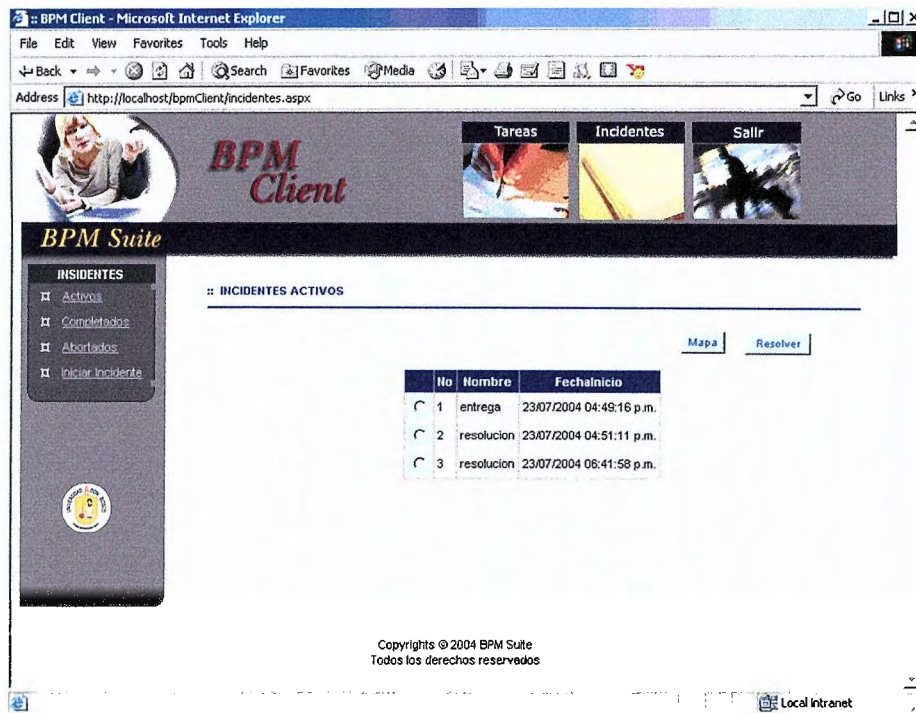 :: BPM Client - Microsoft Internet Explorer
File Edit View Favorites Tools Help
Back Search Favorites Media
Address http://localhost/bpmClient/incidentes.aspx Go Links
BPM Client
Tareas Incidentes Salir
BPM Suite
INSIDENTES
Activos
Completados
Abortados
Iniciar Incidente
:: INCIDENTES ACTIVOS
Mapa Resolver
No Nombre FechaInicio
1 entrega 23/07/2004 04:49:16 p.m.
2 resolucion 23/07/2004 04:51:11 p.m.
3 resolucion 23/07/2004 06:41:58 p.m.
UNIVERSIDAD DON BOSCO
Copyrights © 2004 BPM Suite
Todos los derechos reservados
Local intranet